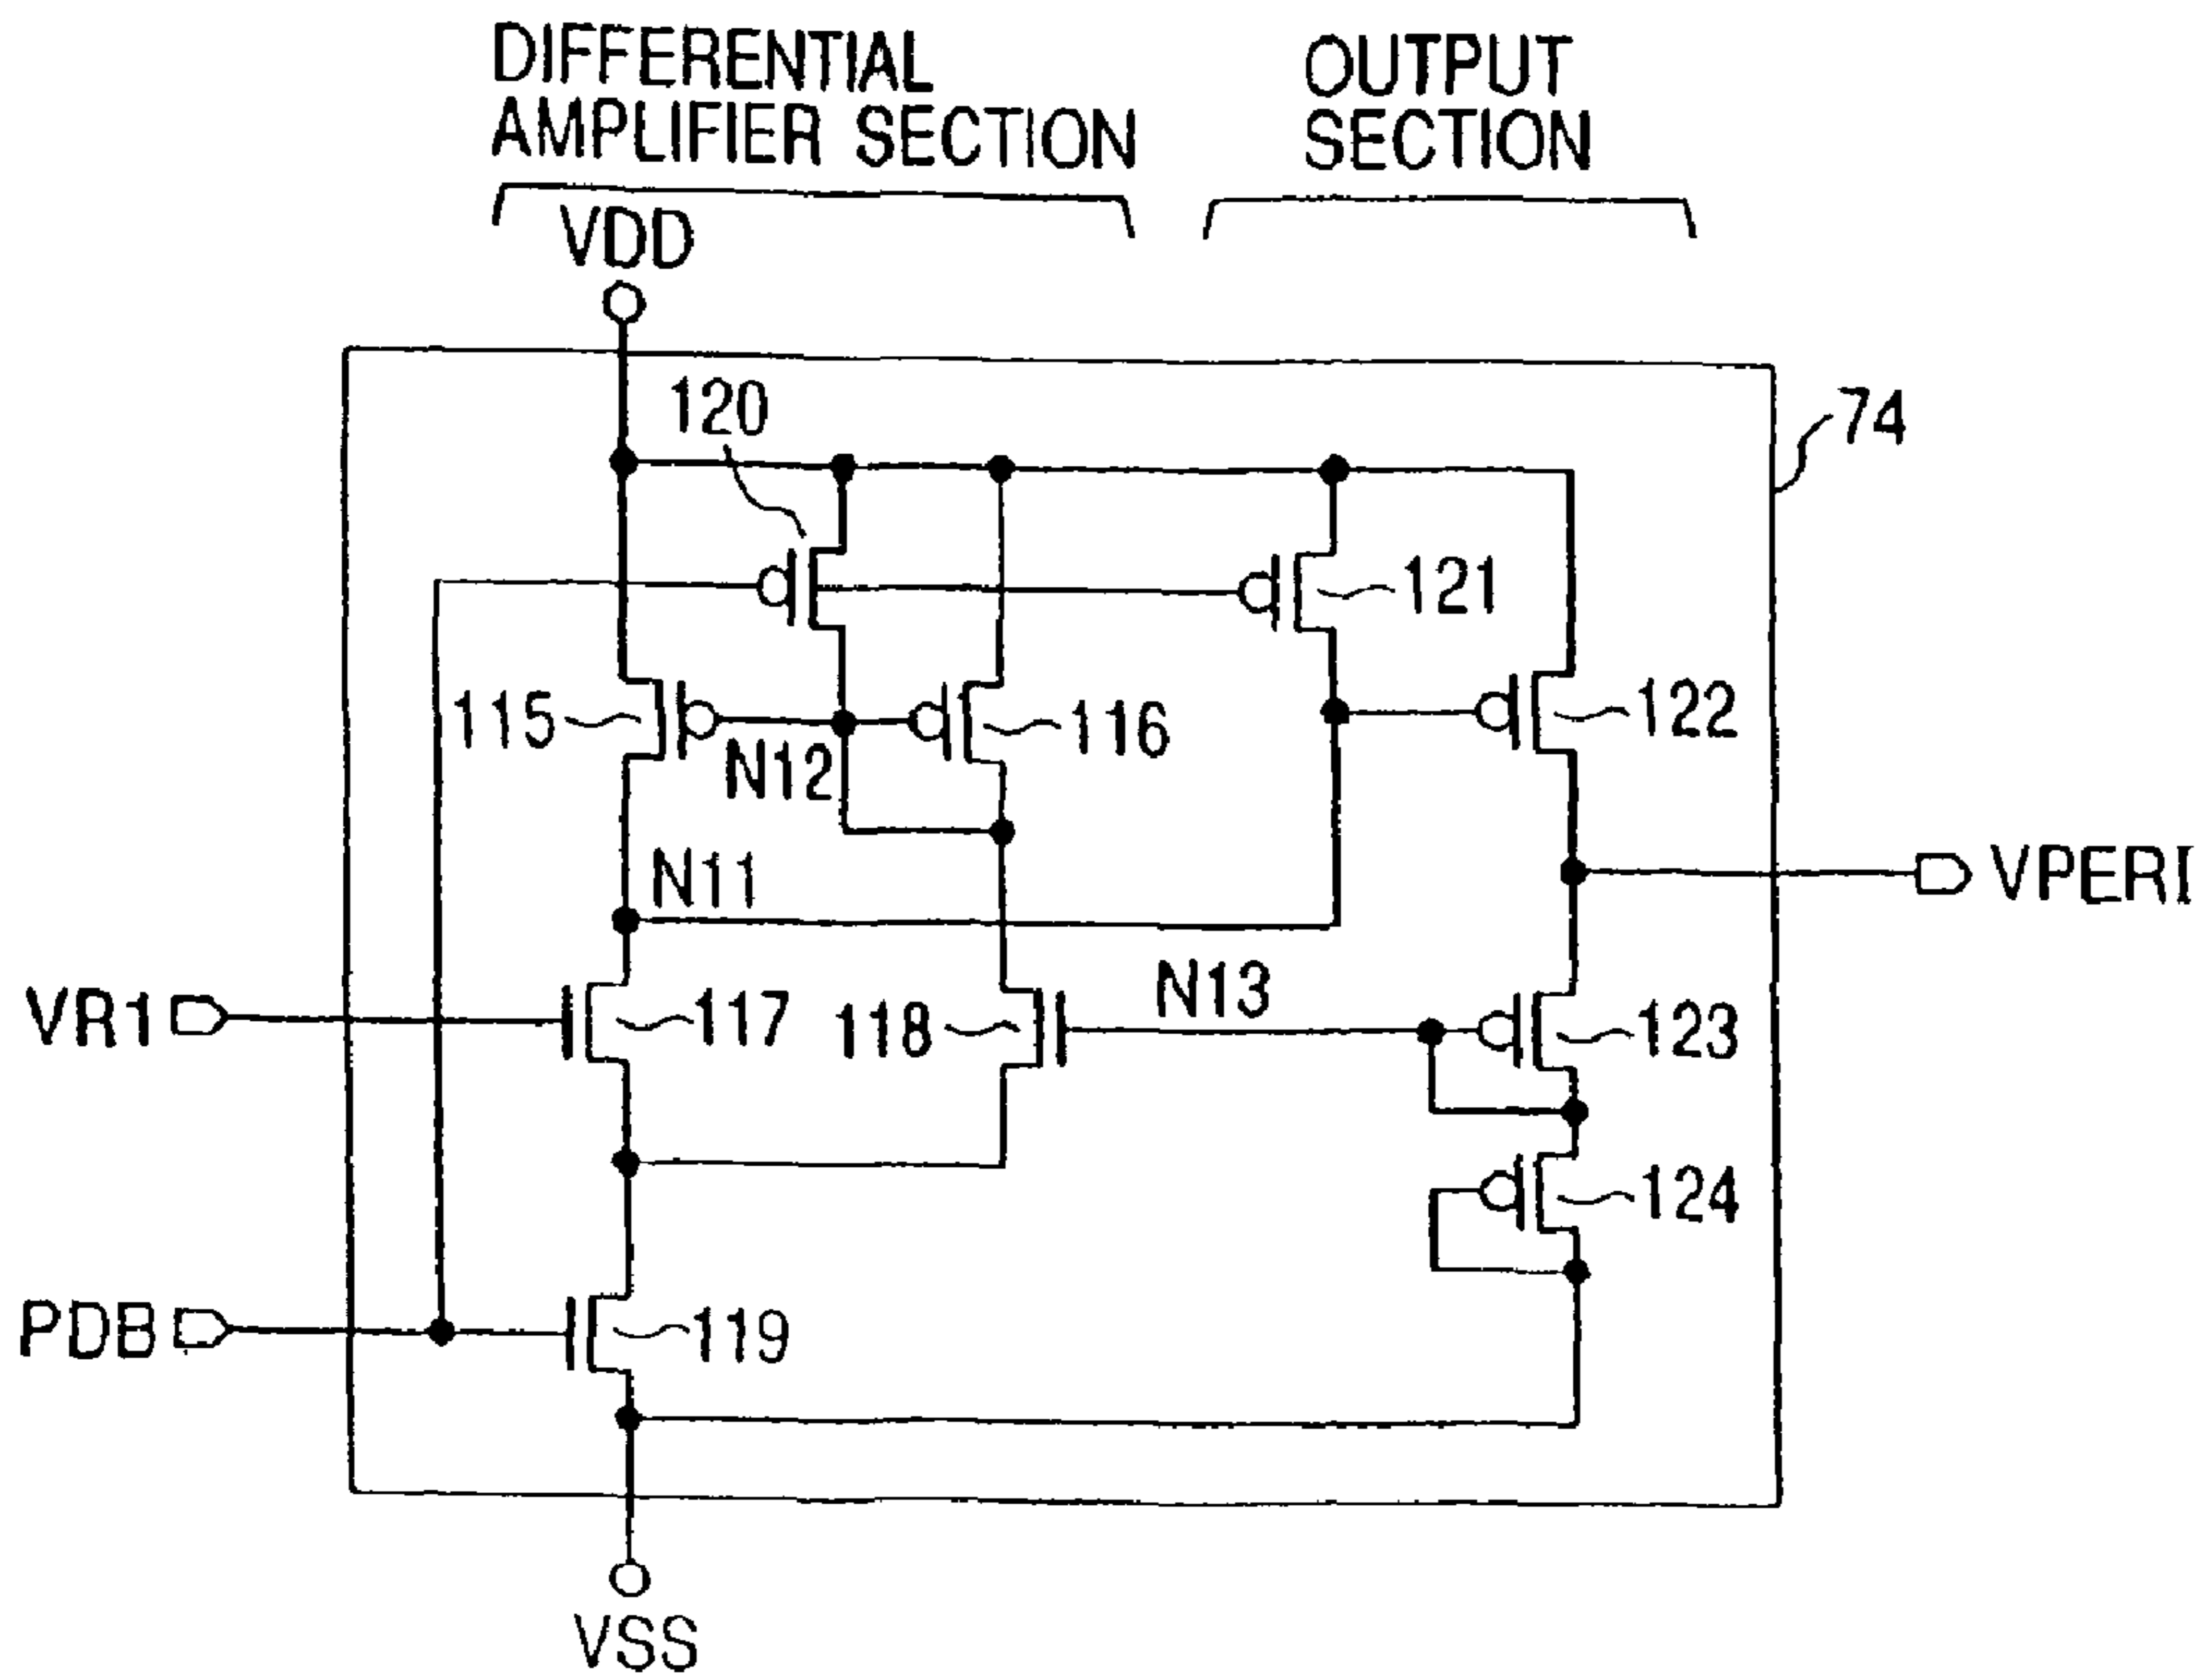 DIFFERENTIAL
AMPLIFIER SECTION
OUTPUT
SECTION
VDD
74
120
121
115
N12
116
122
N11
VPERI
VR1
117
118
N13
123
124
PDB
119
VSS